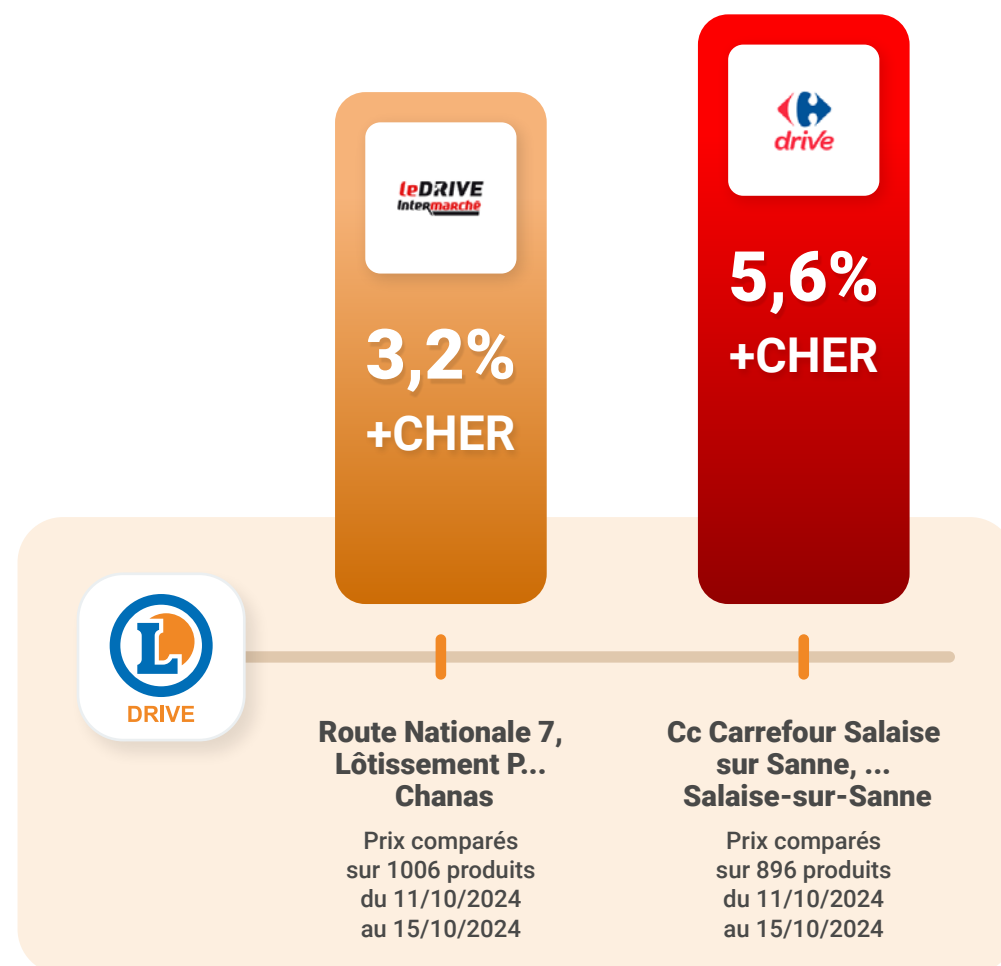 leDRIVE
Intermarché
3,2%
+CHER
drive
5,6%
+CHER
L
DRIVE
Route Nationale 7,
Lôtissement P...
Chanas
Prix comparés
sur 1006 produits
du 11/10/2024
au 15/10/2024
Cc Carrefour Salaise
sur Sanne, ...
Salaise-sur-Sanne
Prix comparés
sur 896 produits
du 11/10/2024
au 15/10/2024